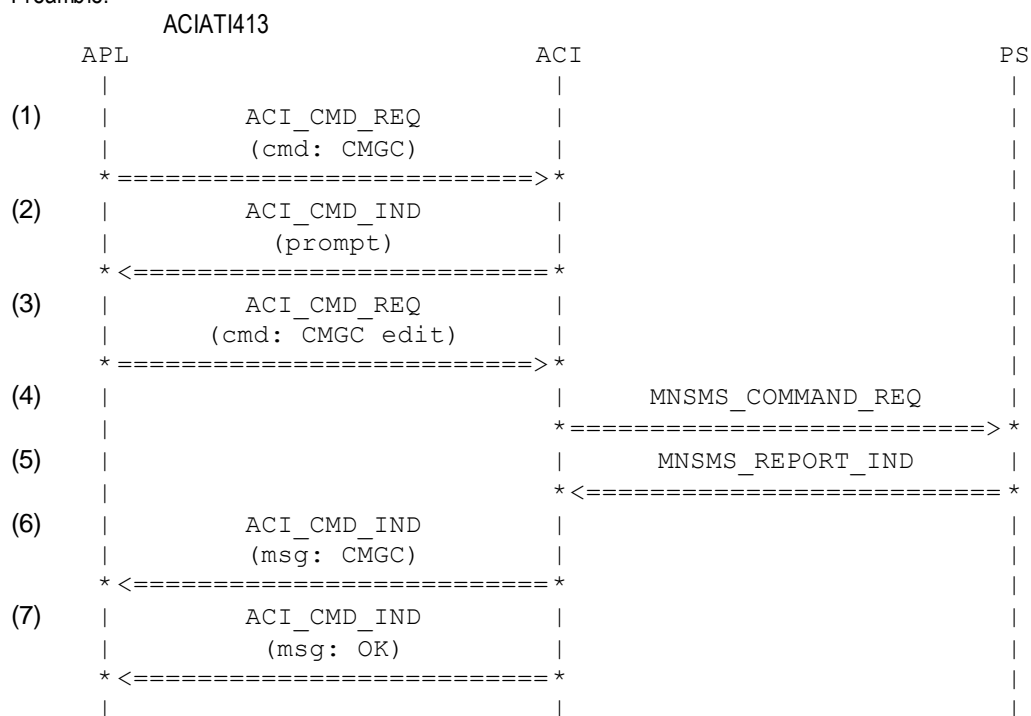 Preamble:
ACIATI413
APL ACI PS
| | |
(1) | ACI_CMD_REQ | |
| (cmd: CMGC) | |
*==========================>* |
(2) | ACI_CMD_IND | |
| (prompt) | |
*<==========================* |
(3) | ACI_CMD_REQ | |
| (cmd: CMGC edit) | |
*==========================>* |
(4) | | MNSMS_COMMAND_REQ |
| *==========================>*
(5) | | MNSMS_REPORT_IND |
| *<==========================*
(6) | ACI_CMD_IND | |
| (msg: CMGC) | |
*<==========================* |
(7) | ACI_CMD_IND | |
| (msg: OK) | |
*<==========================* |
| | |